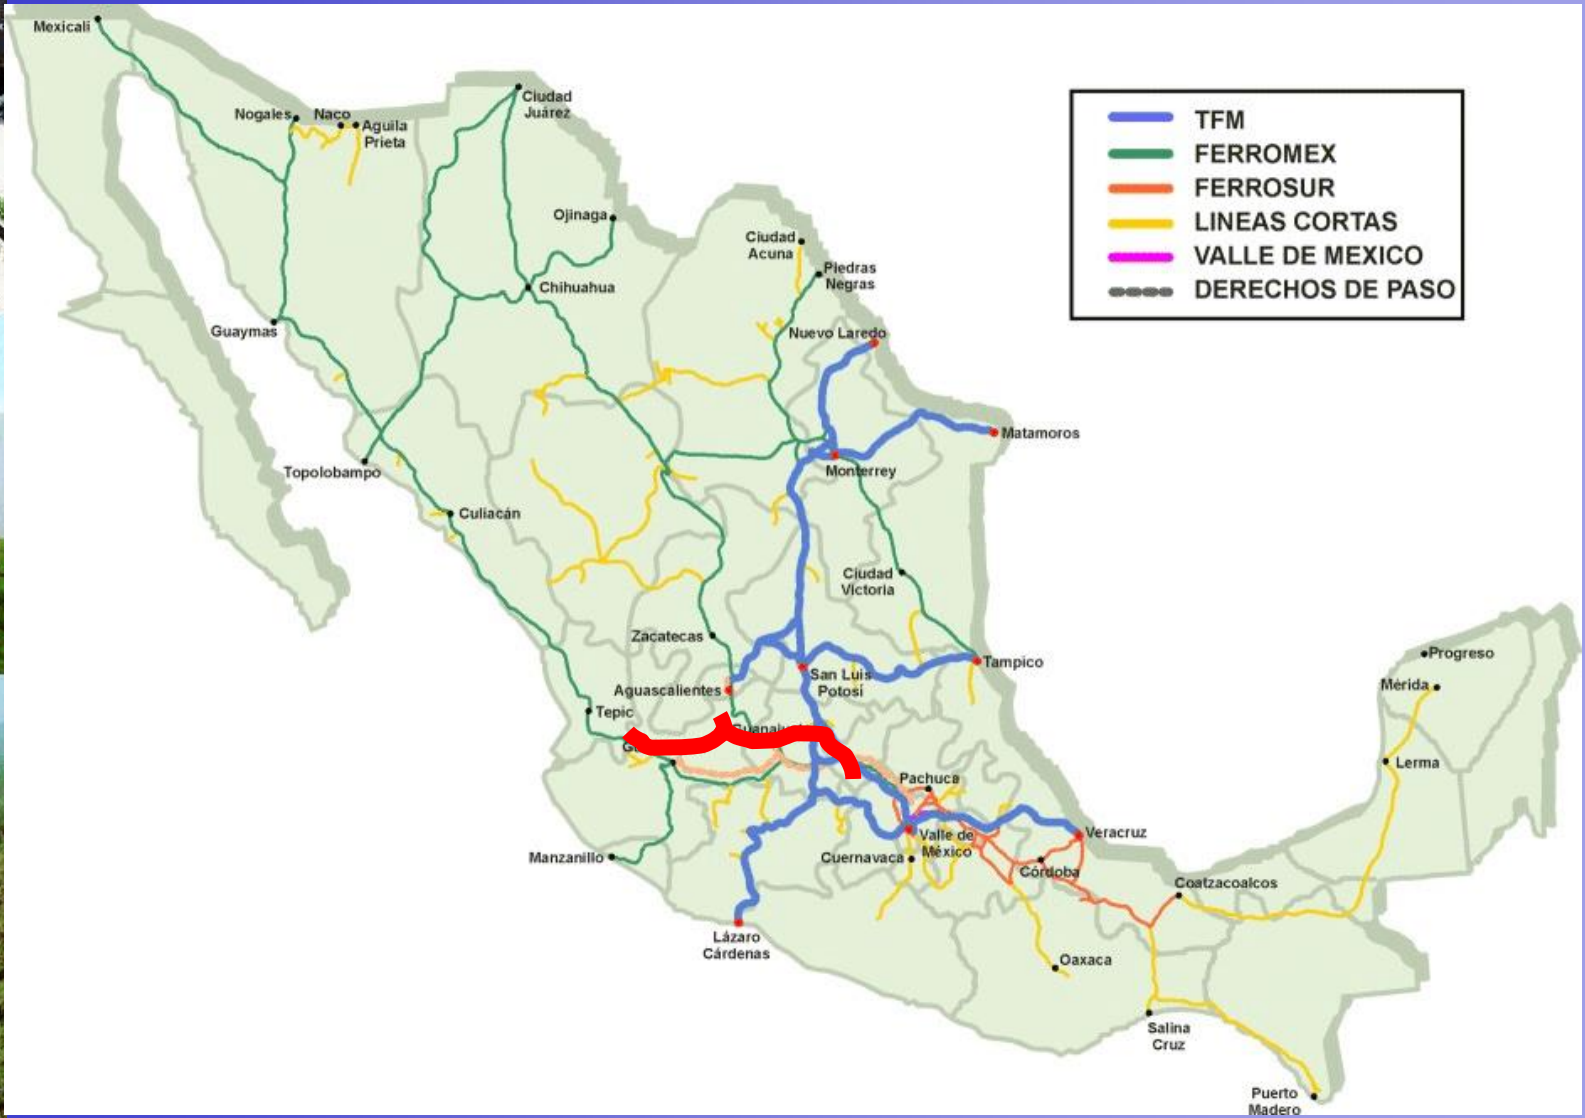 Mexicali
Nogales
Naco
Aguila
Prieta
Ciudad
Juárez
Ojinaga
Chihuahua
Ciudad
Acuna
Piedras
Negras
Nuevo Laredo
Guaymas
Matamoros
Monterrey
Topolobampo
Culiacán
Ciudad
Victoria
Zacatecas
Tampico
San Luis
Potosí
Aguascalientes
Tepic
Pachuca
Valle de
México
Cuernavaca
Manzanillo
Veracruz
Córdoba
Coatzacoalcos
Lázaro
Cárdenas
Oaxaca
Salina
Cruz
Puerto
Madero
Progreso
Mérida
Lerma
TFM
FERROMEX
FERROSUR
LINEAS CORTAS
VALLE DE MEXICO
DERECHOS DE PASO